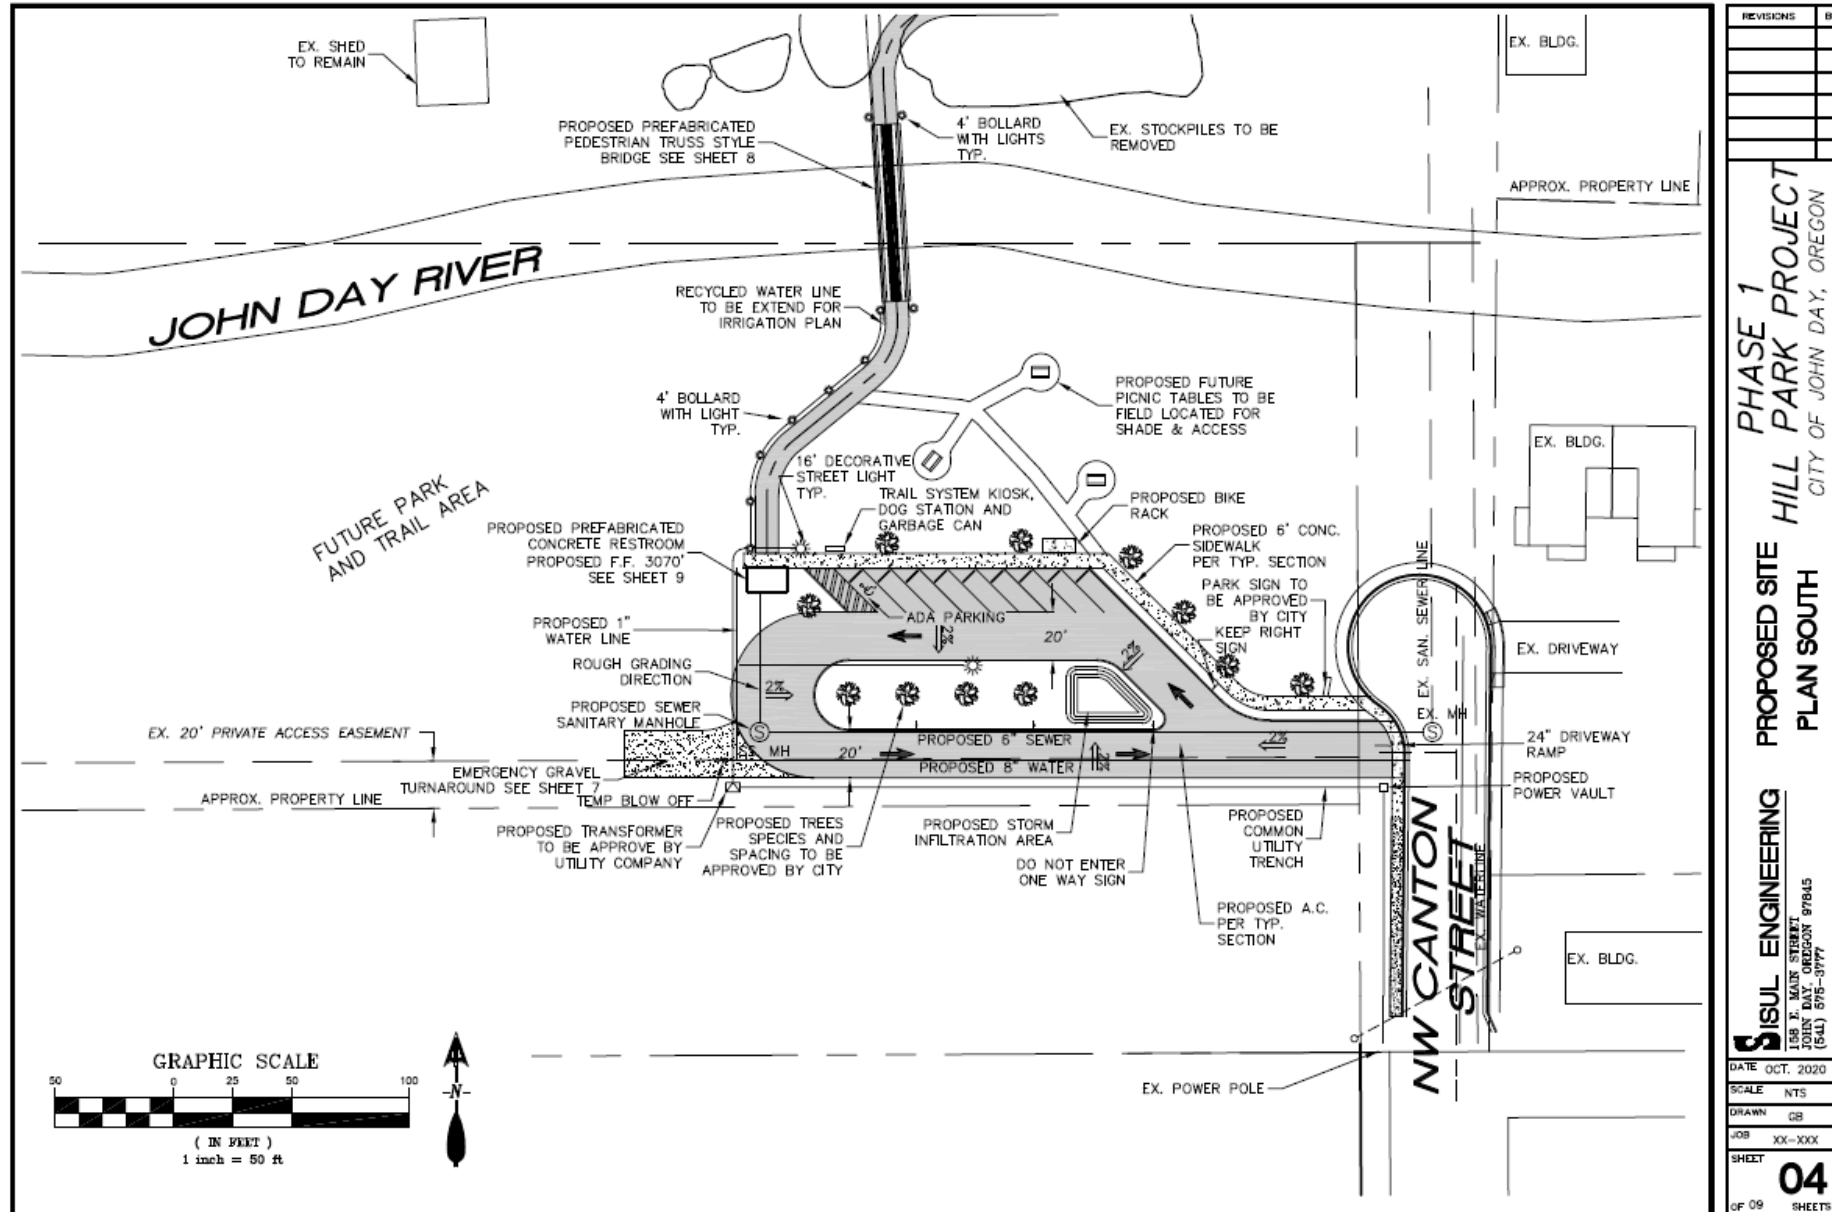 EX. SHED
TO REMAIN
PROPOSED PREFABRICATED
PEDESTRIAN TRUSS STYLE
BRIDGE SEE SHEET 8
4' BOLLARD
WITH LIGHTS
TYP.
EX. STOCKPILES TO BE
REMOVED
EX. BLDG.
APPROX. PROPERTY LINE
JOHN DAY RIVER
RECYCLED WATER LINE
TO BE EXTEND FOR
IRRIGATION PLAN
4' BOLLARD
WITH LIGHT
TYP.
PROPOSED FUTURE
PICNIC TABLES TO BE
FIELD LOCATED FOR
SHADE & ACCESS
EX. BLDG.
16' DECORATIVE
STREET LIGHT
TYP.
TRAIL SYSTEM KIOSK,
DOG STATION AND
GARBAGE CAN
PROPOSED BIKE
RACK
FUTURE PARK
AND TRAIL AREA
PROPOSED PREFABRICATED
CONCRETE RESTROOM
PROPOSED F.F. 3070'
SEE SHEET 9
PROPOSED 6' CONC.
SIDEWALK
PER TYP. SECTION
PARK SIGN TO
BE APPROVED
BY CITY
KEEP RIGHT
SIGN
EX. SAN. SEWER LINE
ADA PARKING
PROPOSED 1"
WATER LINE
2%
20'
2%
EX. DRIVEWAY
ROUGH GRADING
DIRECTION
2%
PROPOSED SEWER
SANITARY MANHOLE
S
EX. MH
S
EX. 20' PRIVATE ACCESS EASEMENT
MH
20'
PROPOSED 6" SEWER
2%
24" DRIVEWAY
RAMP
PROPOSED 8" WATER
2%
EMERGENCY GRAVEL
TURNAROUND SEE SHEET 7
TEMP BLOW OFF
PROPOSED
POWER VAULT
APPROX. PROPERTY LINE
PROPOSED TRANSFORMER
TO BE APPROVE BY
UTILITY COMPANY
PROPOSED TREES
SPECIES AND
SPACING TO BE
APPROVED BY CITY
PROPOSED STORM
INFILTRATION AREA
DO NOT ENTER
ONE WAY SIGN
PROPOSED
COMMON
UTILITY
TRENCH
PROPOSED A.C.
PER TYP.
SECTION
NW CANTON
STREET
EX. WATERLINE
EX. BLDG.
EX. POWER POLE
GRAPHIC SCALE
50 0 25 50 100
( IN FEET )
1 inch = 50 ft
-N-
REVISIONS B
PHASE 1
HILL PARK PROJECT
CITY OF JOHN DAY, OREGON
PROPOSED SITE
PLAN SOUTH
SISUL ENGINEERING
158 E. MAIN STREET
JOHN DAY, OREGON 97845
(541) 575-3777
DATE OCT. 2020
SCALE NTS
DRAWN GB
JOB XX-XXX
SHEET
04
OF 09 SHEETS